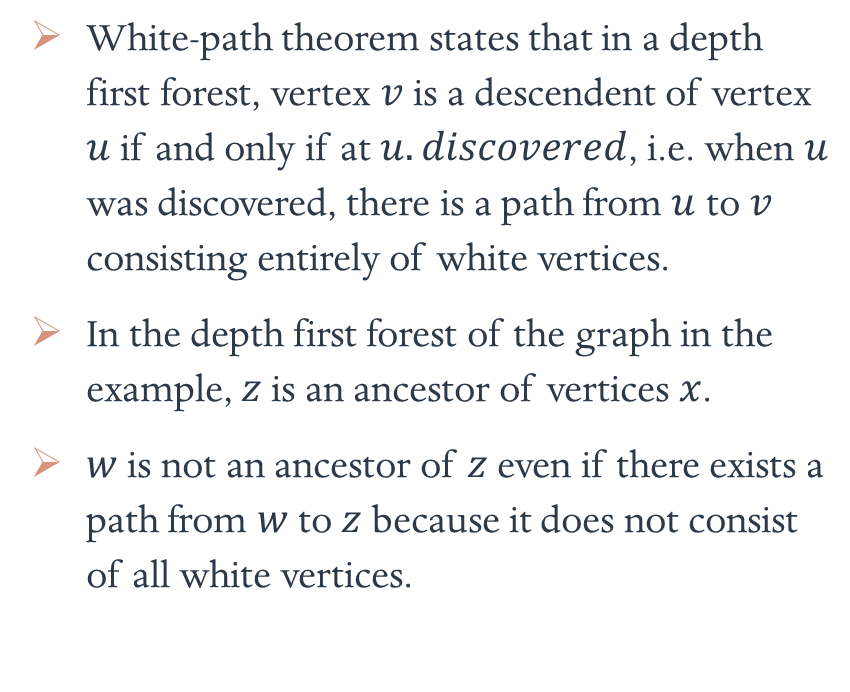 ➢ White-path theorem states that in a depth
first forest, vertex 𝑣 is a descendent of vertex
𝑢 if and only if at 𝑢. 𝑑𝑖𝑠𝑐𝑜𝑣𝑒𝑟𝑒𝑑, i.e. when 𝑢
was discovered, there is a path from 𝑢 to 𝑣
consisting entirely of white vertices.
➢ In the depth first forest of the graph in the
example, 𝑧 is an ancestor of vertices 𝑥.
➢ 𝑤 is not an ancestor of 𝑧 even if there exists a
path from 𝑤 to 𝑧 because it does not consist
of all white vertices.